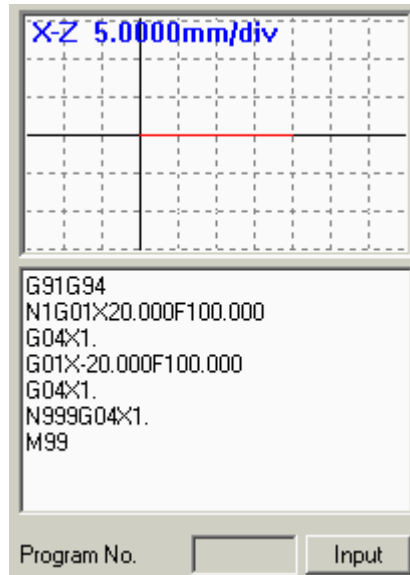 X-Z 5.0000mm/div
G91G94
N1G01X20.000F100.000
G04X1.
G01X-20.000F100.000
G04X1.
N999G04X1.
M99
Program No. Input